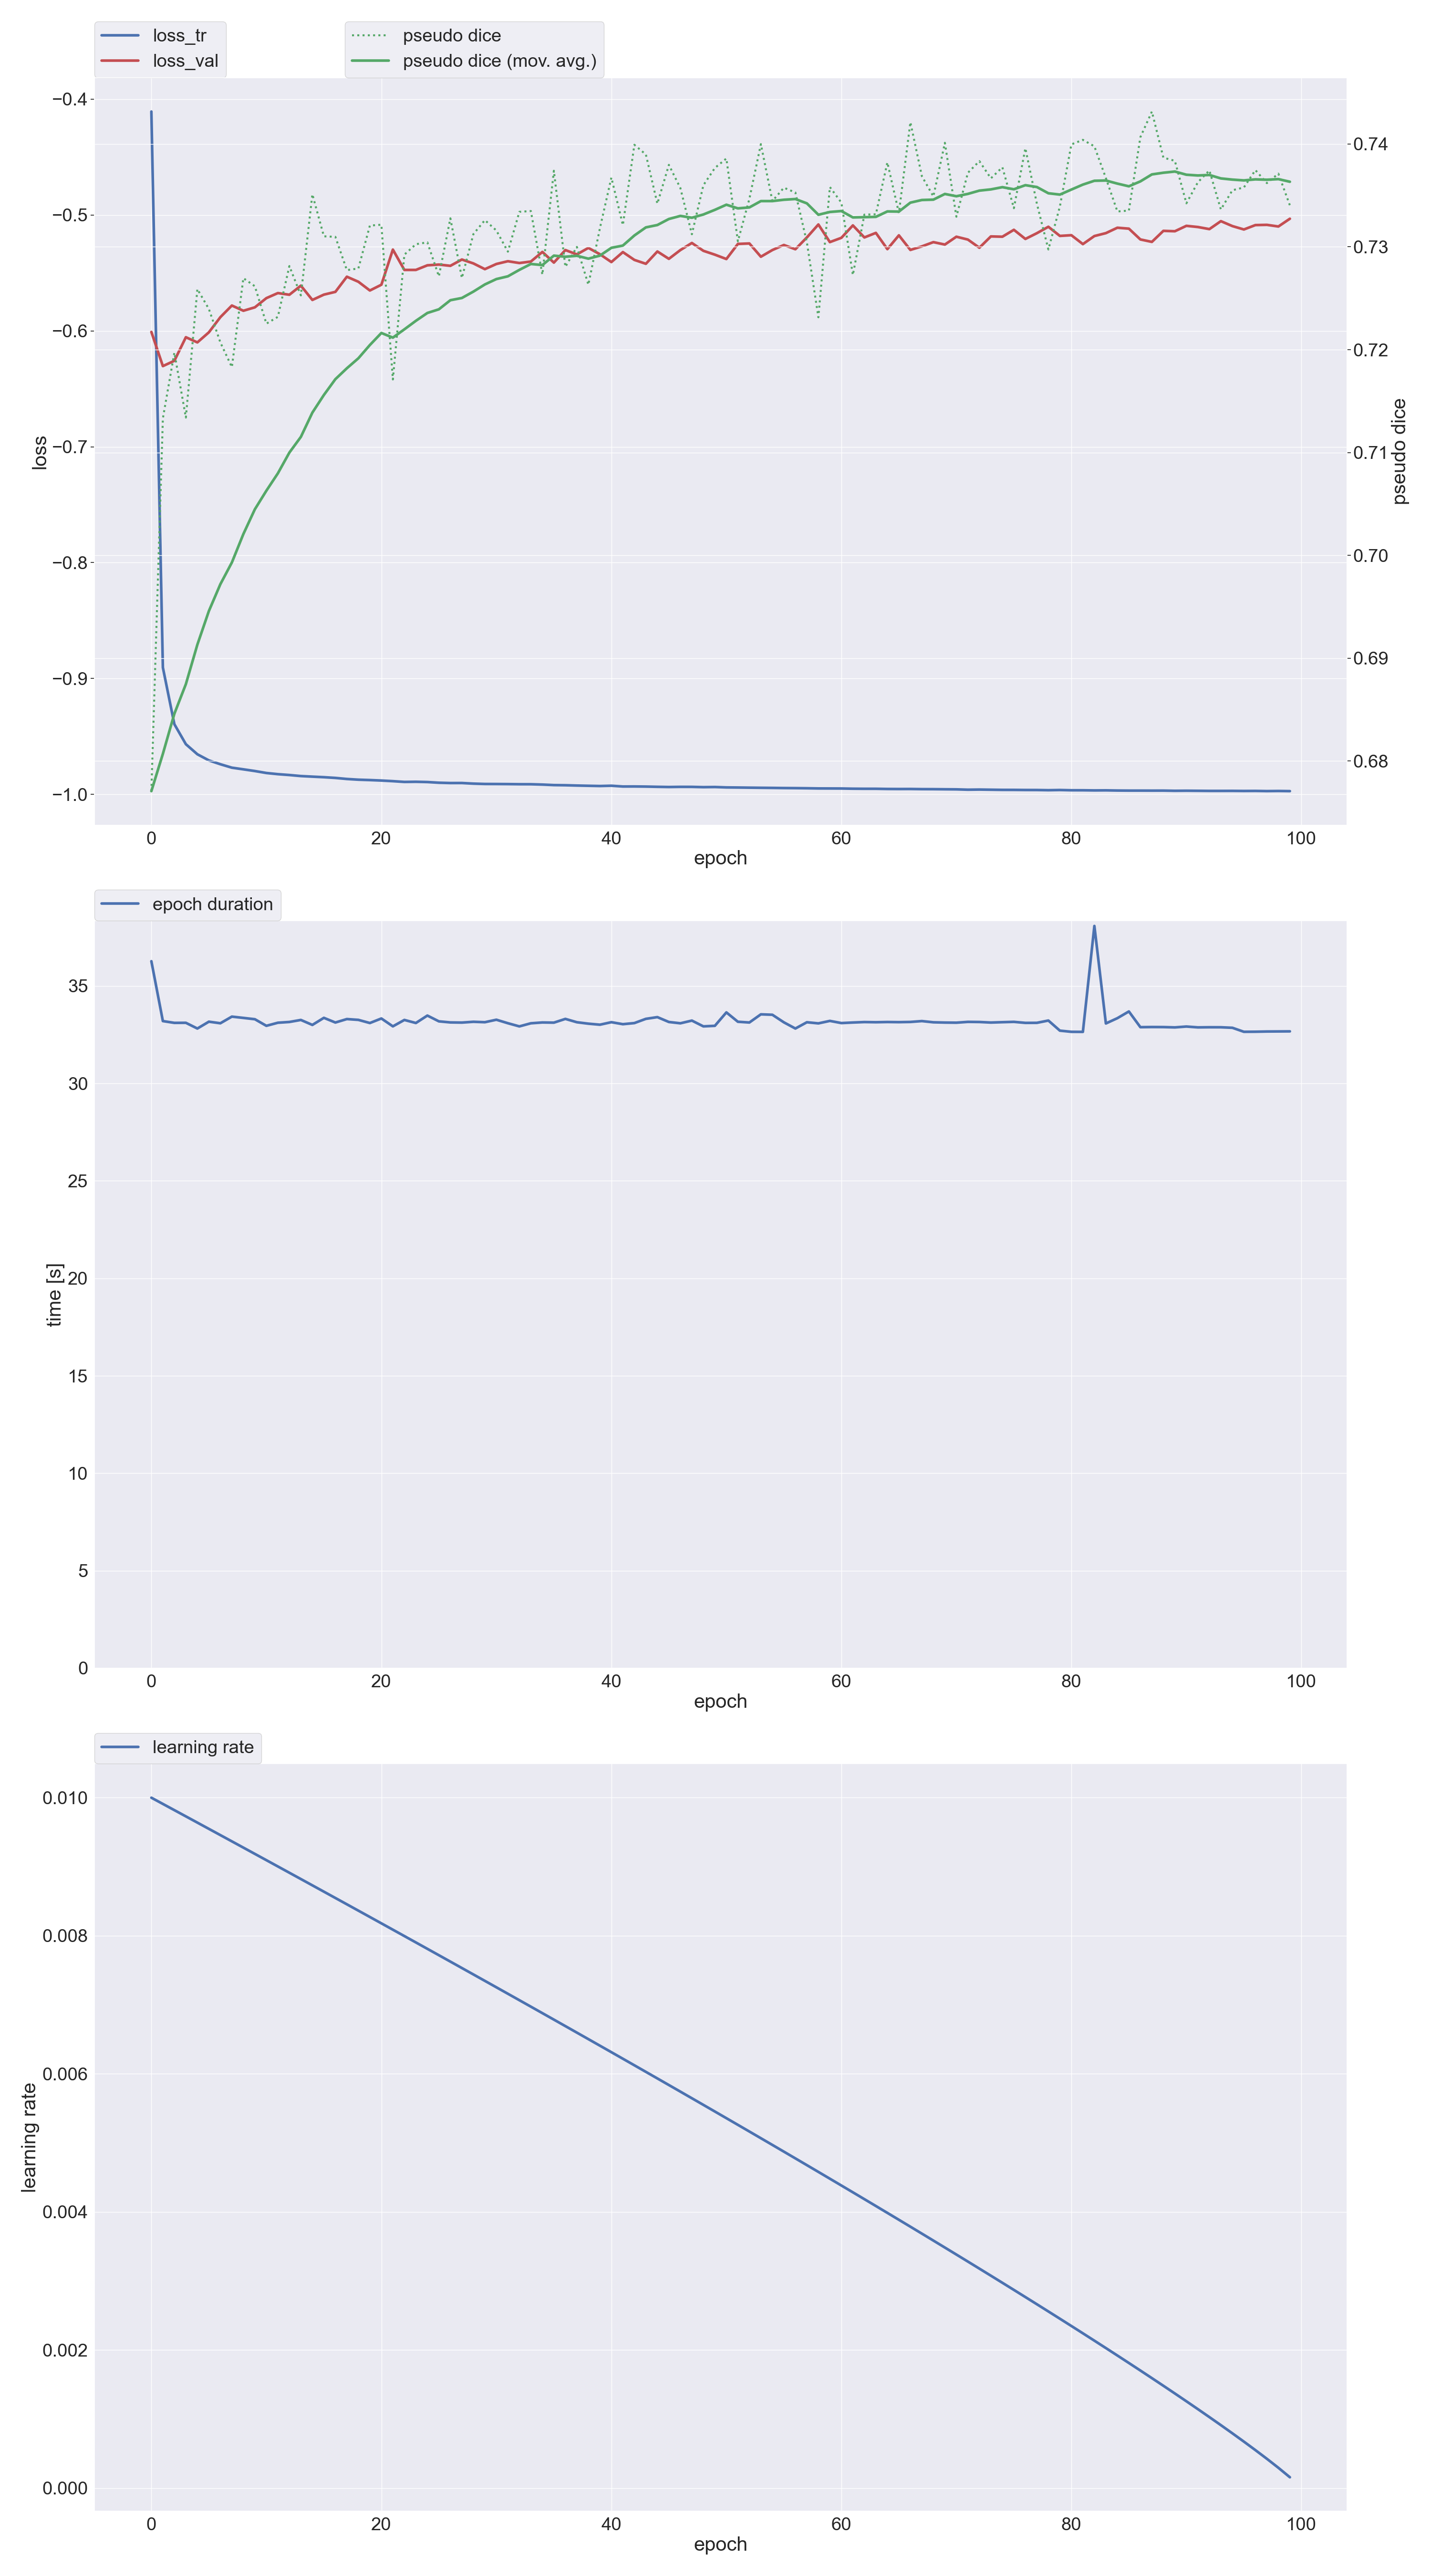 loss_tr
loss_val
pseudo dice
pseudo dice (mov. avg.)
−0.4
−0.5
−0.6
−0.7
−0.8
−0.9
−1.0
loss
0.74
0.73
0.72
0.71
0.70
0.69
0.68
pseudo dice
0 20 40 60 80 100
epoch
epoch duration
35
30
25
20
15
10
5
0
time [s]
0 20 40 60 80 100
epoch
learning rate
0.010
0.008
0.006
0.004
0.002
0.000
learning rate
0 20 40 60 80 100
epoch